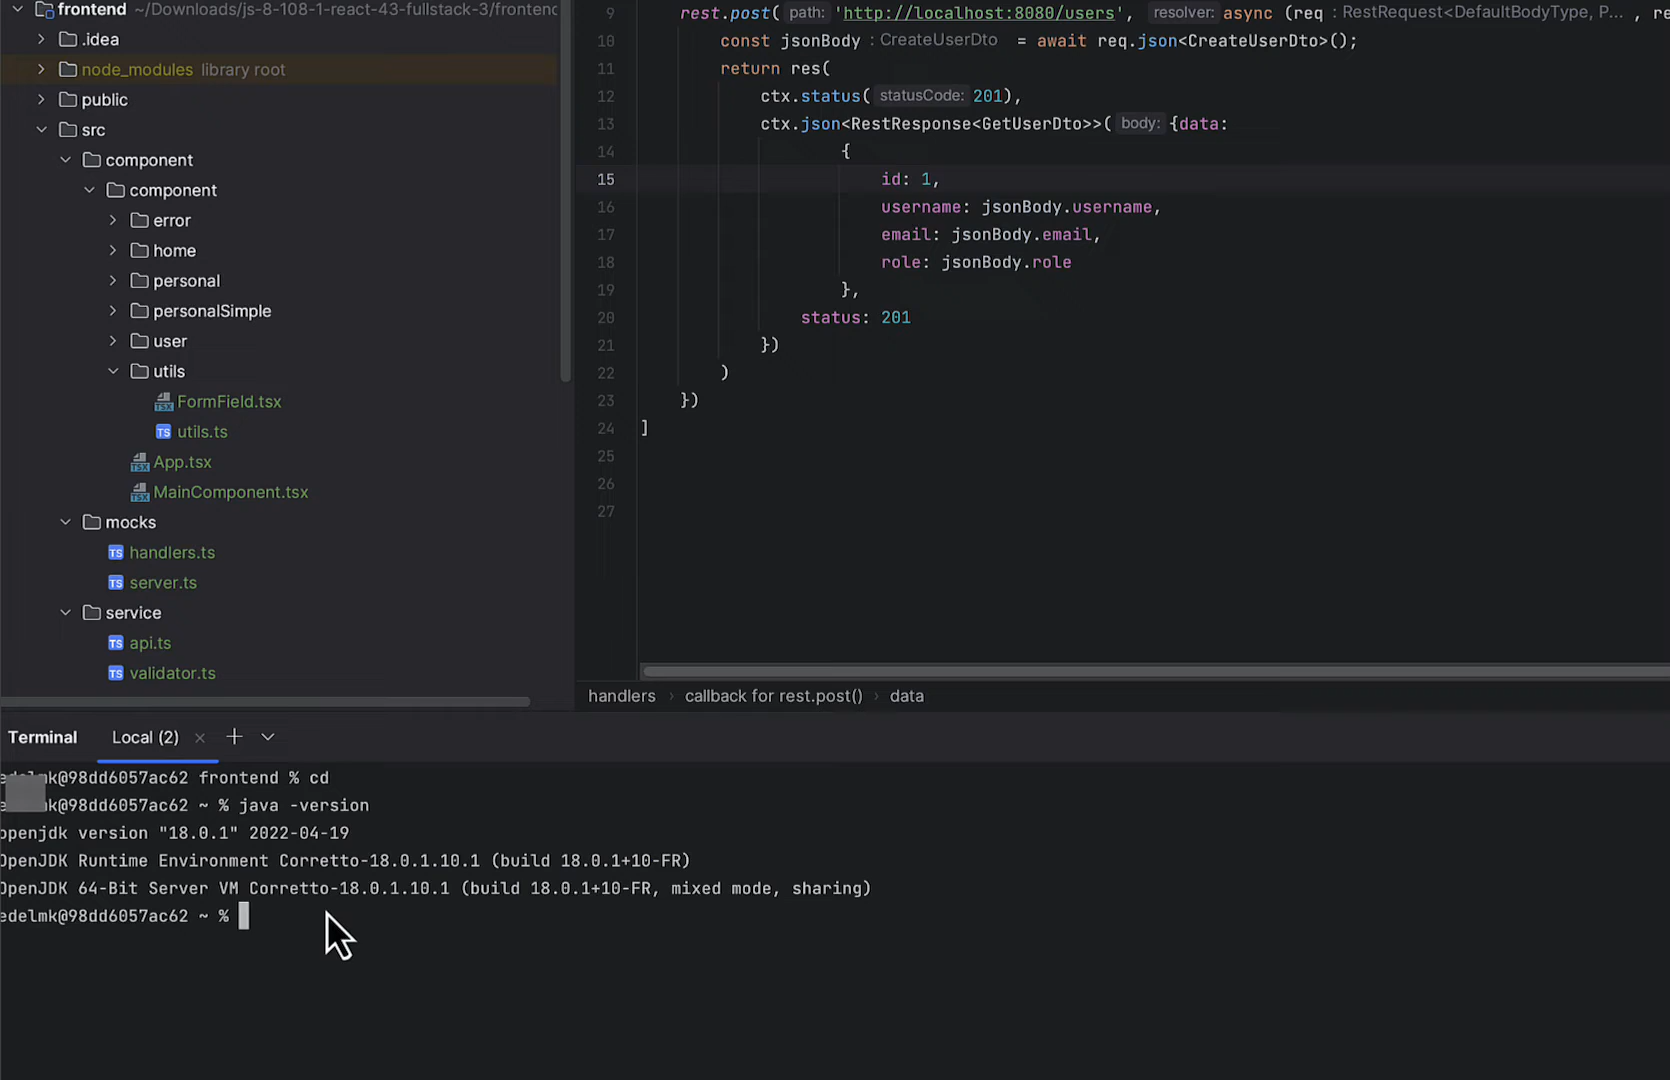 frontend ~/Downloads/js-8-108-1-react-43-fullstack-3/frontend
.idea
node_modules library root
public
src
component
component
error
home
personal
personalSimple
user
utils
FormField.tsx
utils.ts
App.tsx
MainComponent.tsx
mocks
handlers.ts
server.ts
service
api.ts
validator.ts
9 rest.post( path: 'http://localhost:8080/users', resolver: async (req : RestRequest<DefaultBodyType, P... , re
10 const jsonBody : CreateUserDto = await req.json<CreateUserDto>();
11 return res(
12 ctx.status( statusCode: 201),
13 ctx.json<RestResponse<GetUserDto>>( body: {data:
14 {
15 id: 1,
16 username: jsonBody.username,
17 email: jsonBody.email,
18 role: jsonBody.role
19 },
20 status: 201
21 })
22 )
23 })
24 ]
25
26
27
handlers › callback for rest.post() › data
Terminal Local (2) × +
edelmk@98dd6057ac62 frontend % cd
k@98dd6057ac62 ~ % java -version
openjdk version "18.0.1" 2022-04-19
OpenJDK Runtime Environment Corretto-18.0.1.10.1 (build 18.0.1+10-FR)
OpenJDK 64-Bit Server VM Corretto-18.0.1.10.1 (build 18.0.1+10-FR, mixed mode, sharing)
edelmk@98dd6057ac62 ~ %